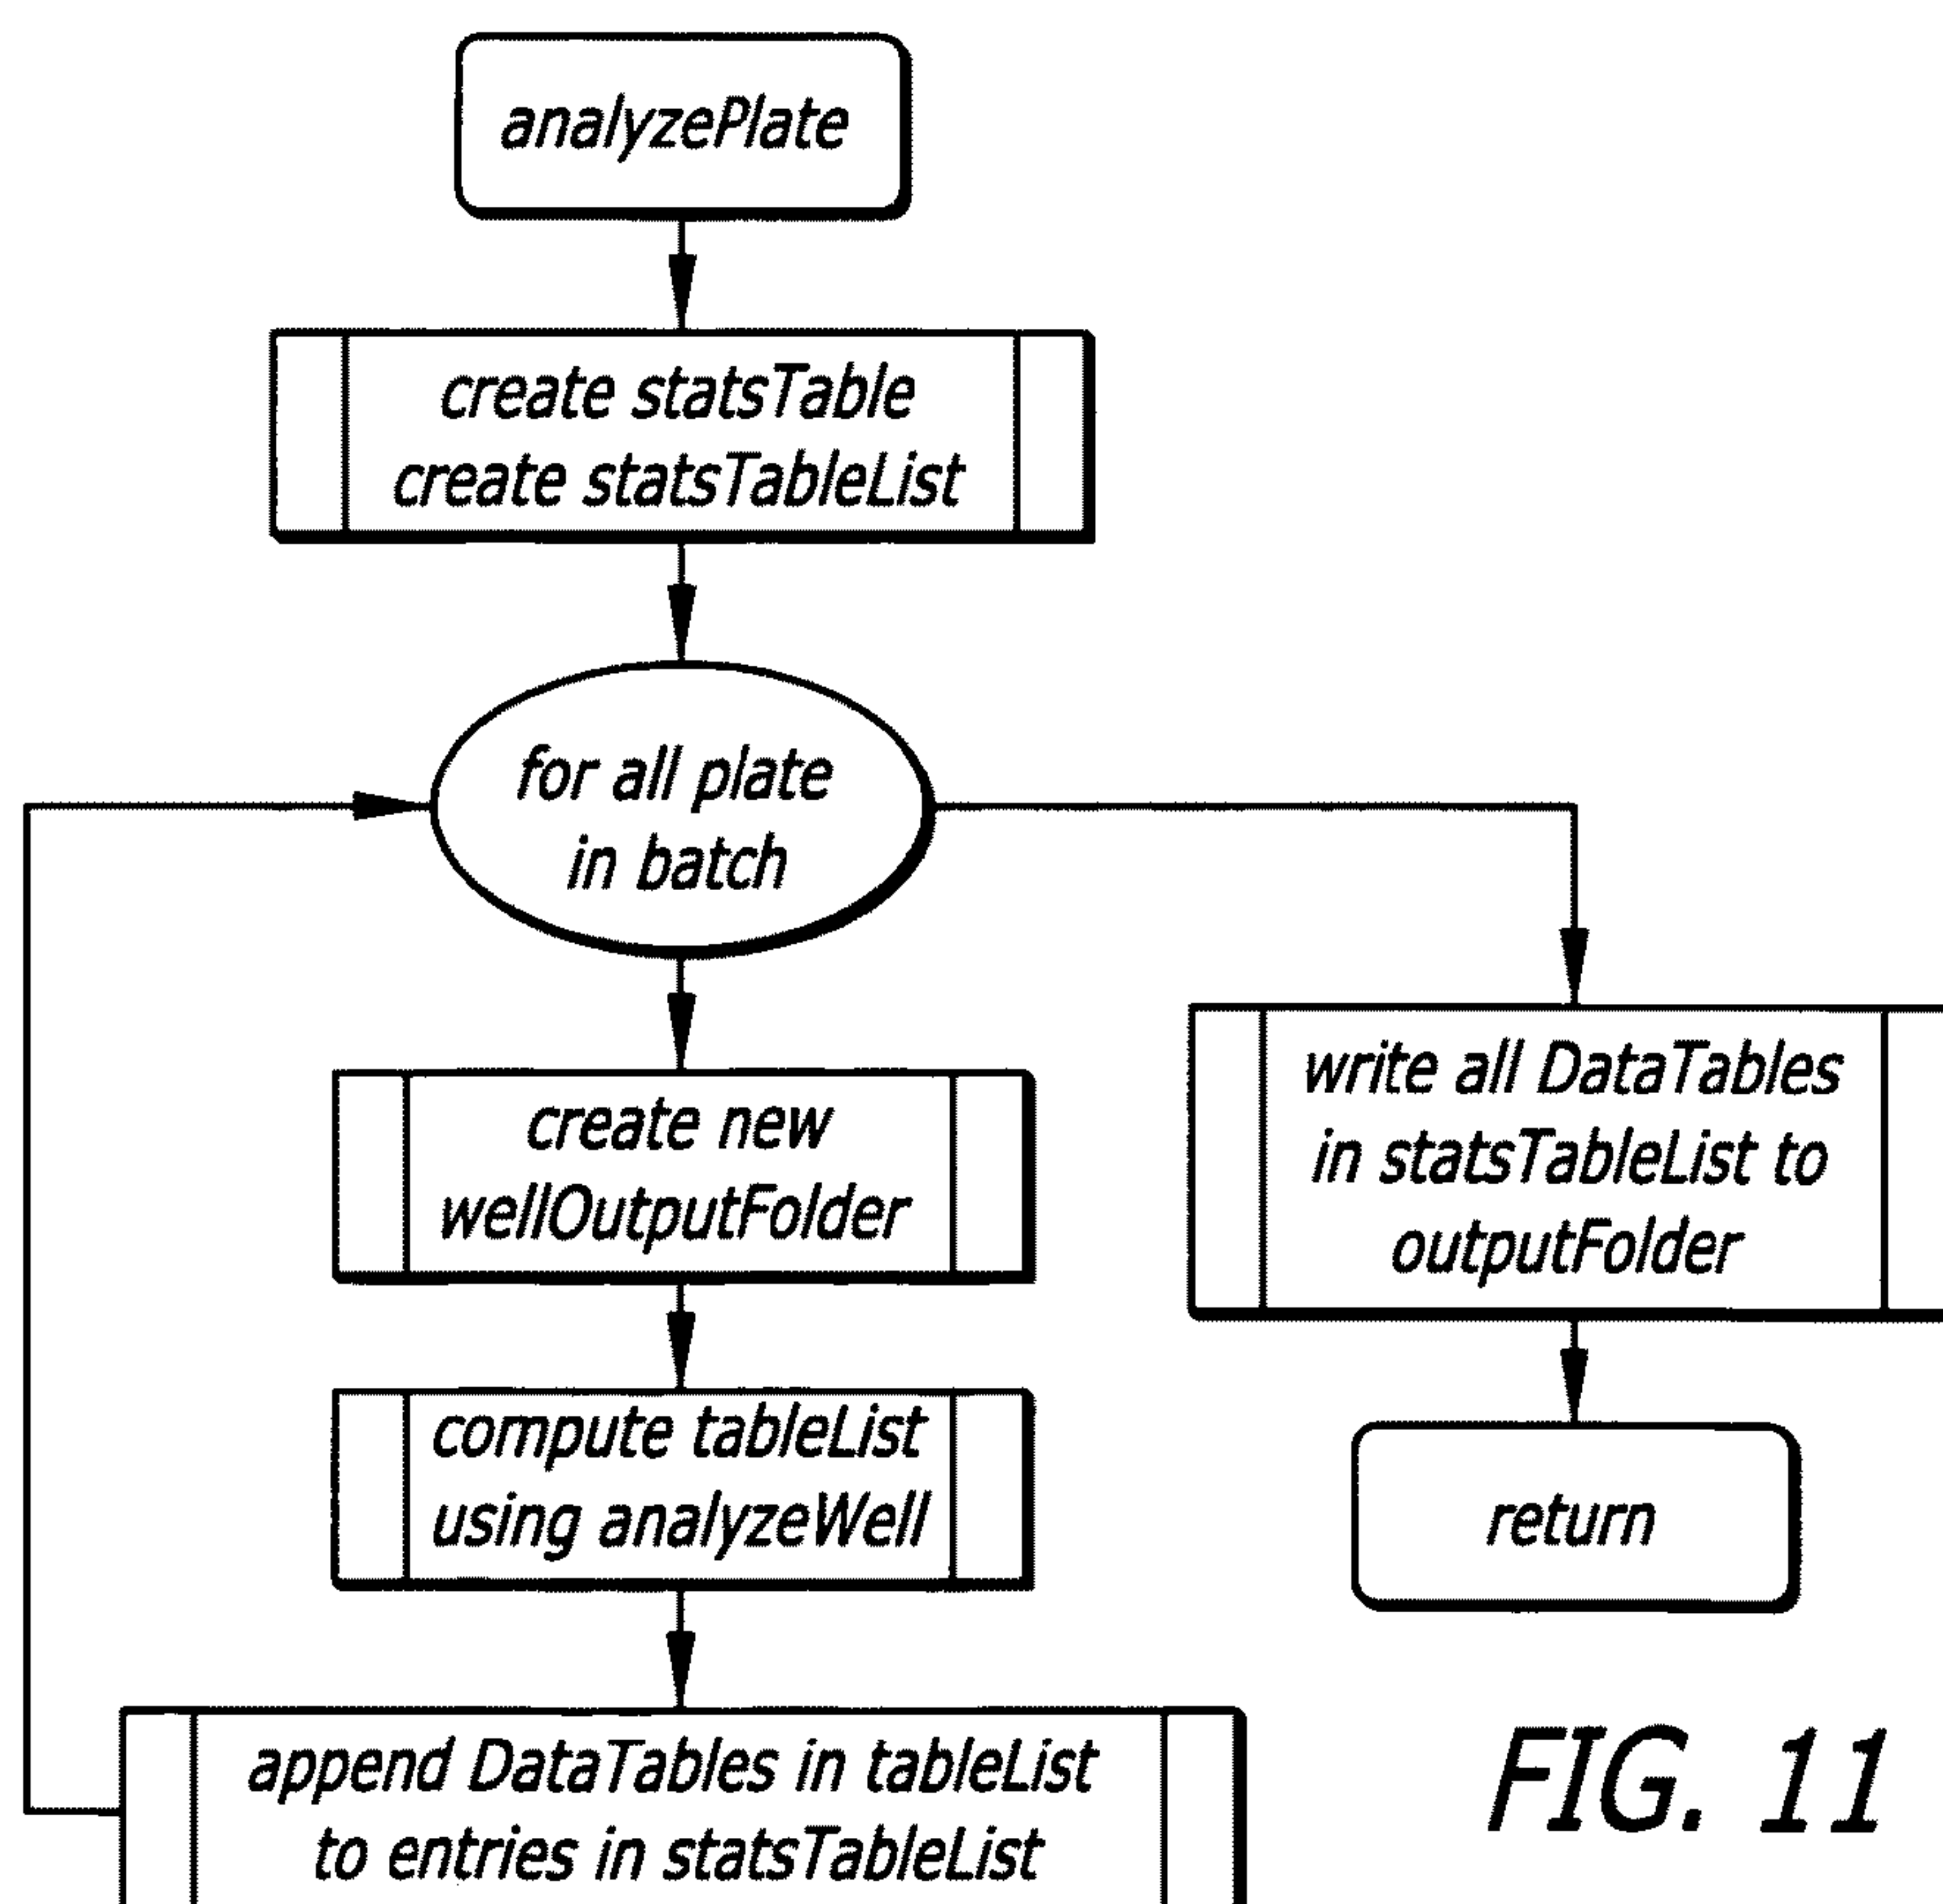 analyzePlate
create statsTable
create statsTableList
for all plate
in batch
create new
wellOutputFolder
compute tableList
using analyzeWell
append DataTables in tableList
to entries in statsTableList
write all DataTables
in statsTableList to
outputFolder
return
FIG. 11